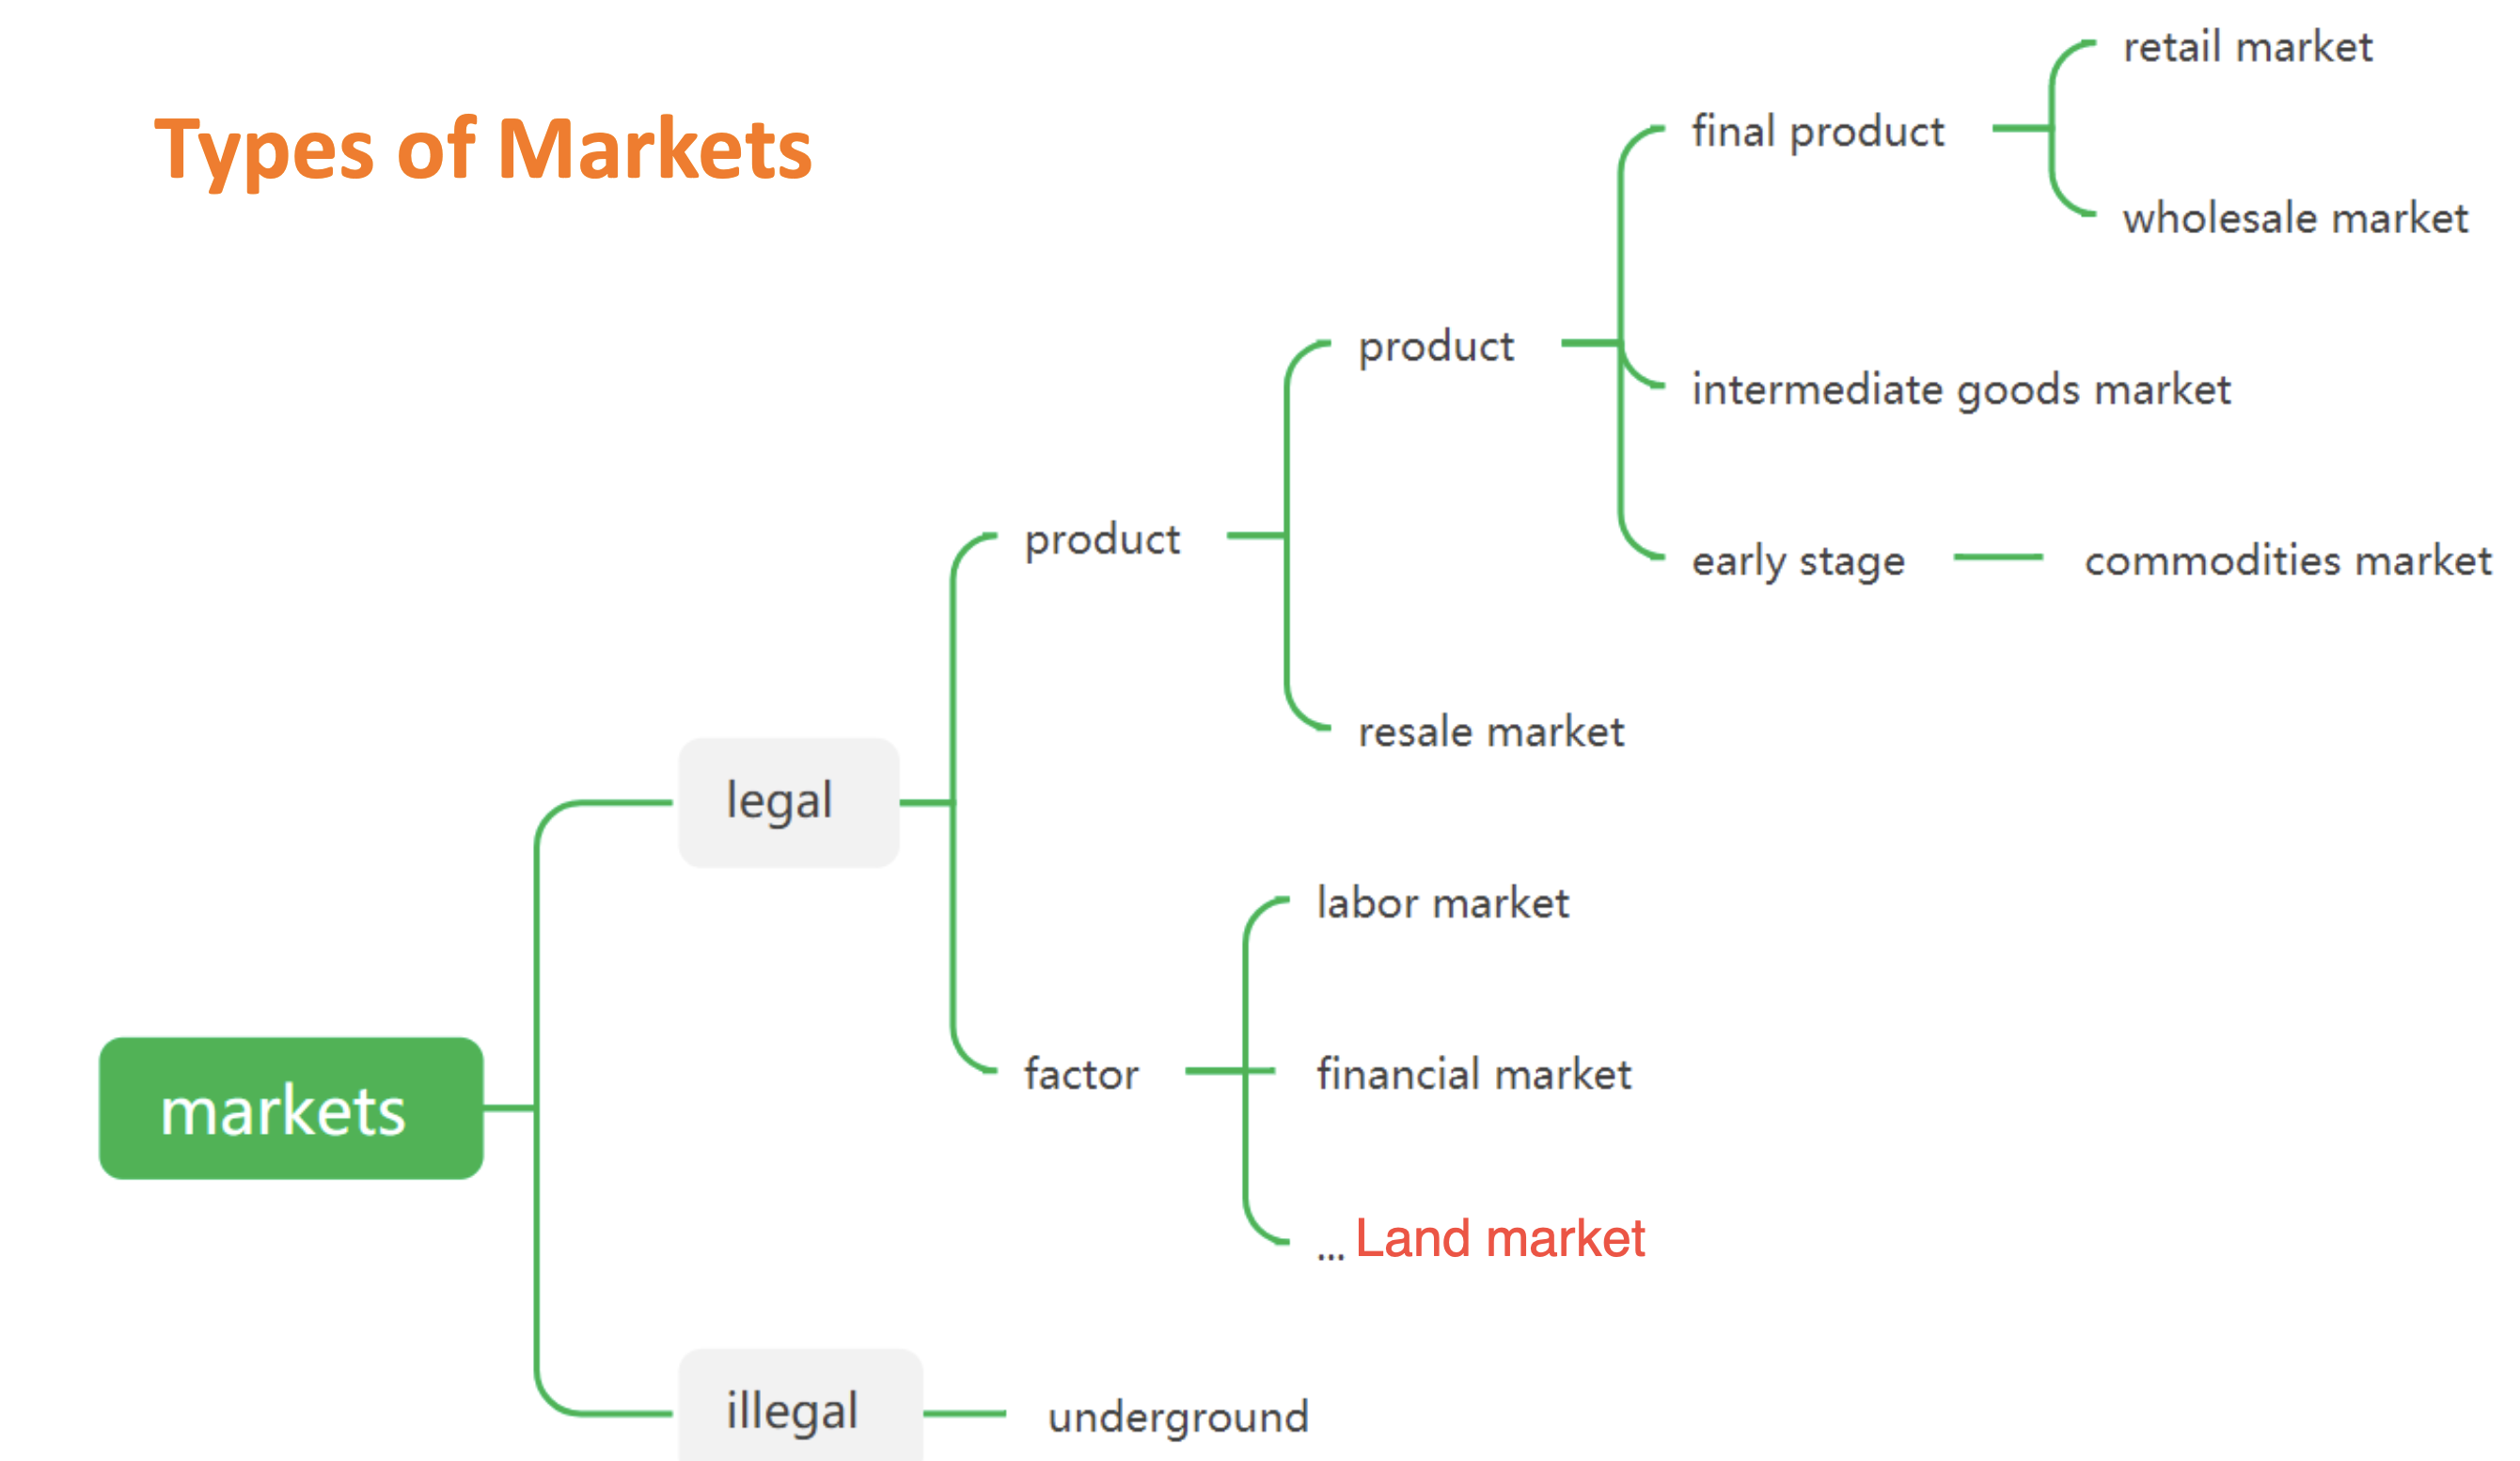 Types of Markets
retail market
final product
wholesale market
product
intermediate goods market
product
early stage
commodities market
resale market
legal
labor market
factor
financial market
markets
... Land market
illegal
underground